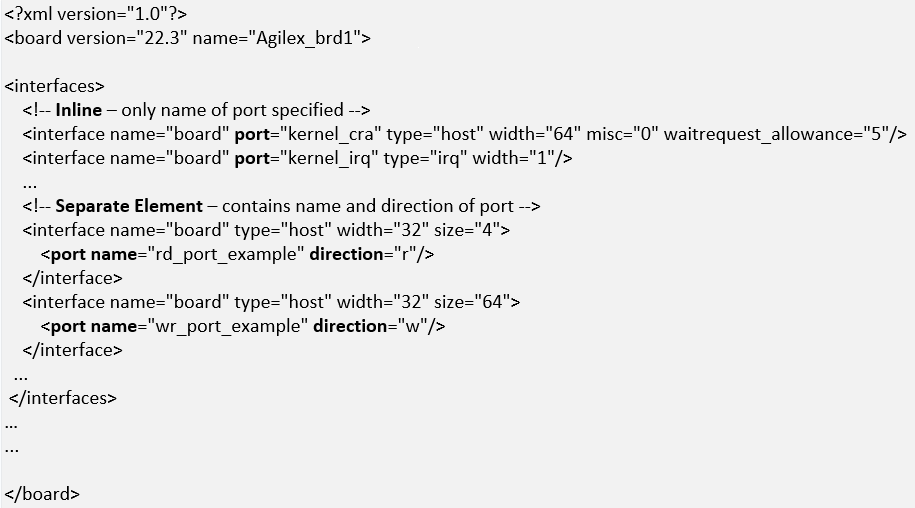 <?xml version="1.0"?>
<board version="22.3" name="Agilex_brd1">
<interfaces>
<!-- Inline – only name of port specified -->
<interface name="board" port="kernel_cra" type="host" width="64" misc="0" waitrequest_allowance="5"/>
<interface name="board" port="kernel_irq" type="irq" width="1"/>
...
<!-- Separate Element – contains name and direction of port -->
<interface name="board" type="host" width="32" size="4">
<port name="rd_port_example" direction="r"/>
</interface>
<interface name="board" type="host" width="32" size="64">
<port name="wr_port_example" direction="w"/>
</interface>
...
</interfaces>
...
...
</board>